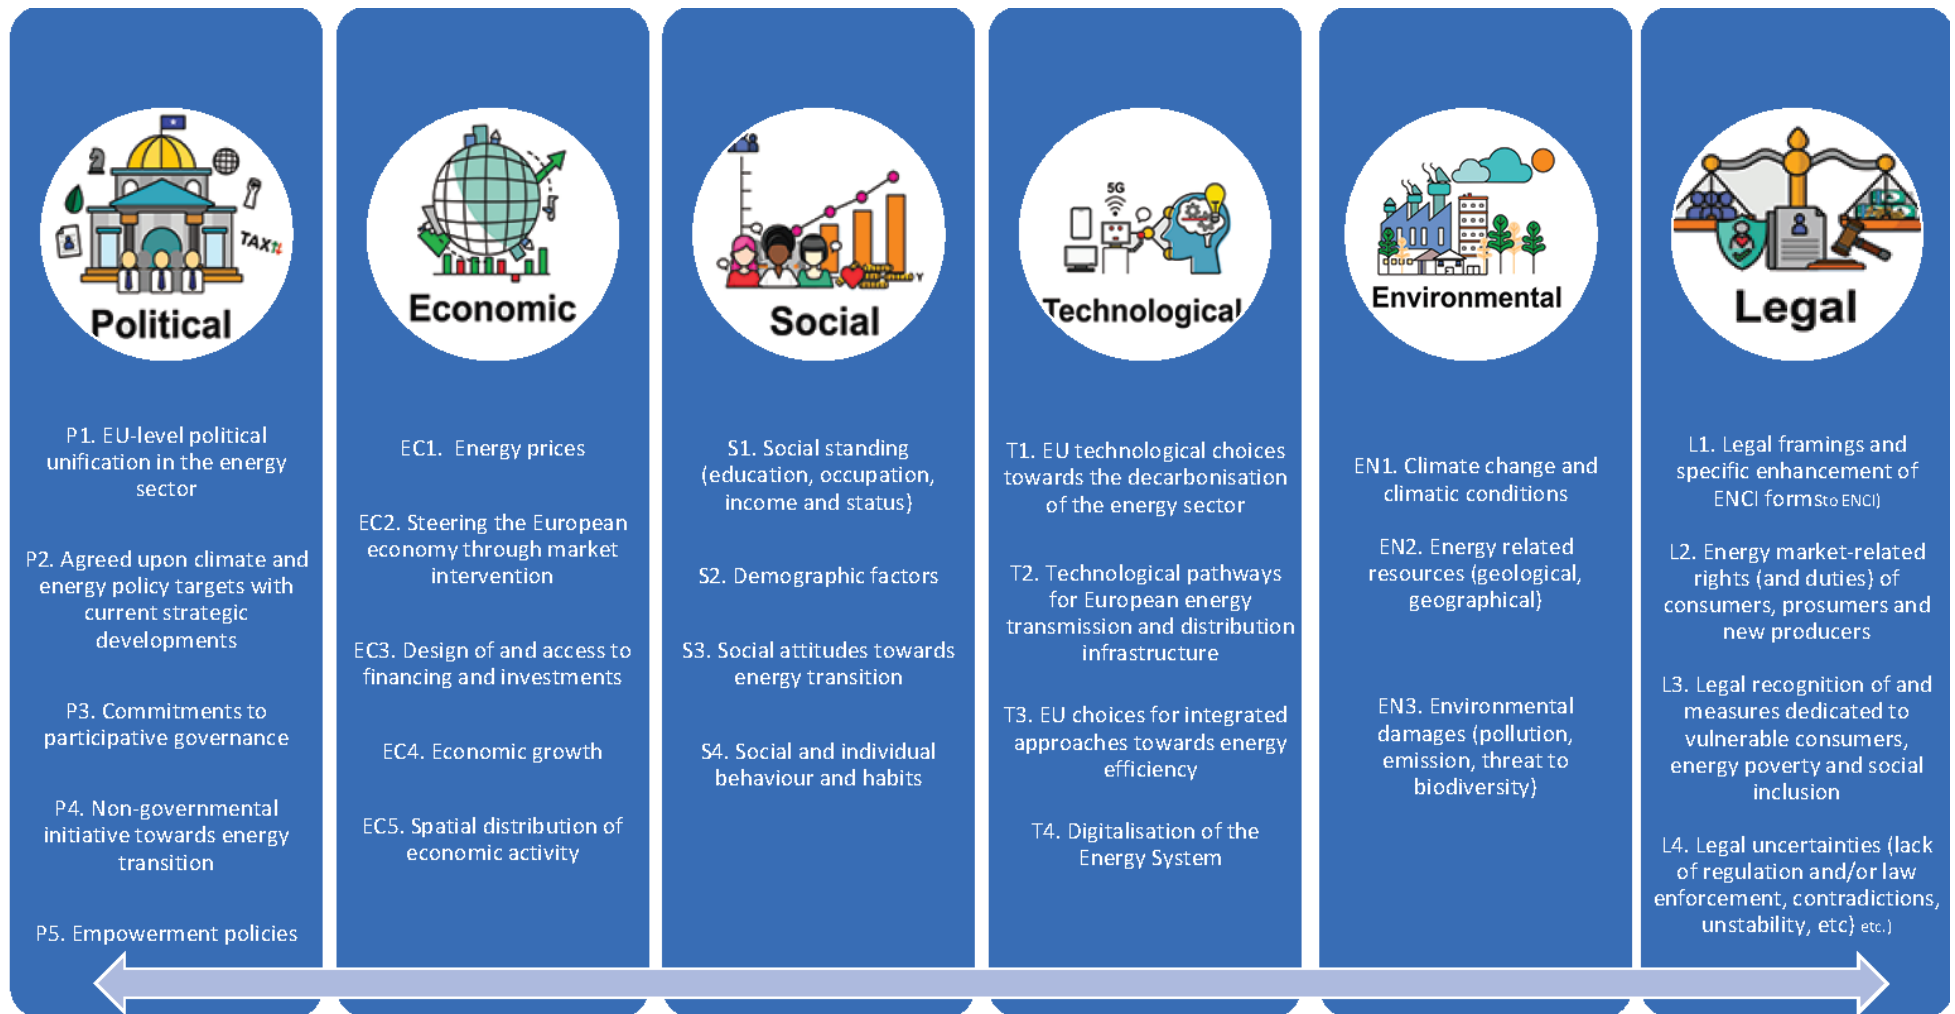 TAX
Political
P1. EU-level political
unification in the energy
sector
P2. Agreed upon climate and
energy policy targets with
current strategic
developments
P3. Commitments to
participative governance
P4. Non-governmental
initiative towards energy
transition
P5. Empowerment policies
Economic
EC1. Energy prices
EC2. Steering the European
economy through market
intervention
EC3. Design of and access to
financing and investments
EC4. Economic growth
EC5. Spatial distribution of
economic activity
Y
Social
S1. Social standing
(education, occupation,
income and status)
S2. Demographic factors
S3. Social attitudes towards
energy transition
S4. Social and individual
behaviour and habits
5G
Technological
T1. EU technological choices
towards the decarbonisation
of the energy sector
T2. Technological pathways
for European energy
transmission and distribution
infrastructure
T3. EU choices for integrated
approaches towards energy
efficiency
T4. Digitalisation of the
Energy System
Environmental
EN1. Climate change and
climatic conditions
EN2. Energy related
resources (geological,
geographical)
EN3. Environmental
damages (pollution,
emission, threat to
biodiversity)
Legal
L1. Legal framings and
specific enhancement of
ENCI formsto ENCI)
L2. Energy market-related
rights (and duties) of
consumers, prosumers and
new producers
L3. Legal recognition of and
measures dedicated to
vulnerable consumers,
energy poverty and social
inclusion
L4. Legal uncertainties (lack
of regulation and/or law
enforcement, contradictions,
unstability, etc) etc.)